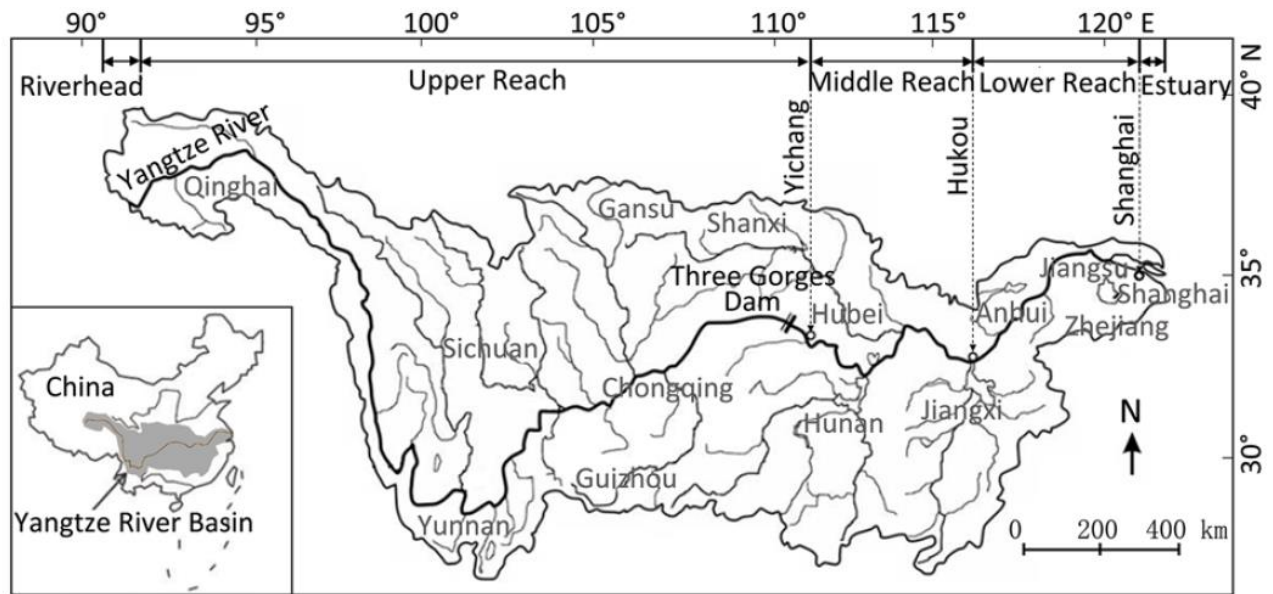 90° 95° 100° 105° 110° 115° 120° E
40° N
Riverhead Upper Reach Middle Reach Lower Reach Estuary
Yichang
Hukou
Shanghai
Yangtze River
Qinghai
Gansu
Shanxi
Three Gorges
Dam
Hubei
Jiangsu
35°
Shanghai
Anhui
Zhejiang
Sichuan
Chongqing
Hunan
Jiangxi
N
Guizhou
30°
Yunnan
0 200 400 km
China
Yangtze River Basin